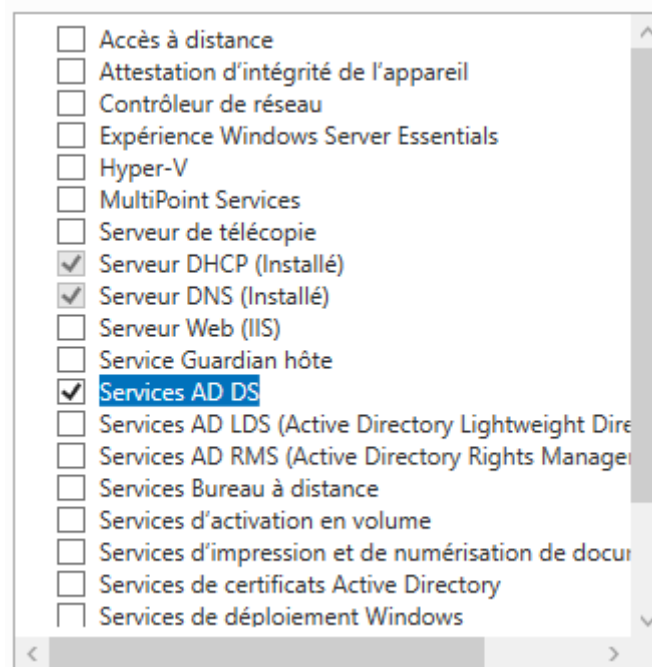 Accès à distance
Attestation d’intégrité de l’appareil
Contrôleur de réseau
Expérience Windows Server Essentials
Hyper-V
MultiPoint Services
Serveur de télécopie
Serveur DHCP (Installé)
Serveur DNS (Installé)
Serveur Web (IIS)
Service Guardian hôte
Services AD DS
Services AD LDS (Active Directory Lightweight Dire
Services AD RMS (Active Directory Rights Manager
Services Bureau à distance
Services d’activation en volume
Services d’impression et de numérisation de docum
Services de certificats Active Directory
Services de déploiement Windows